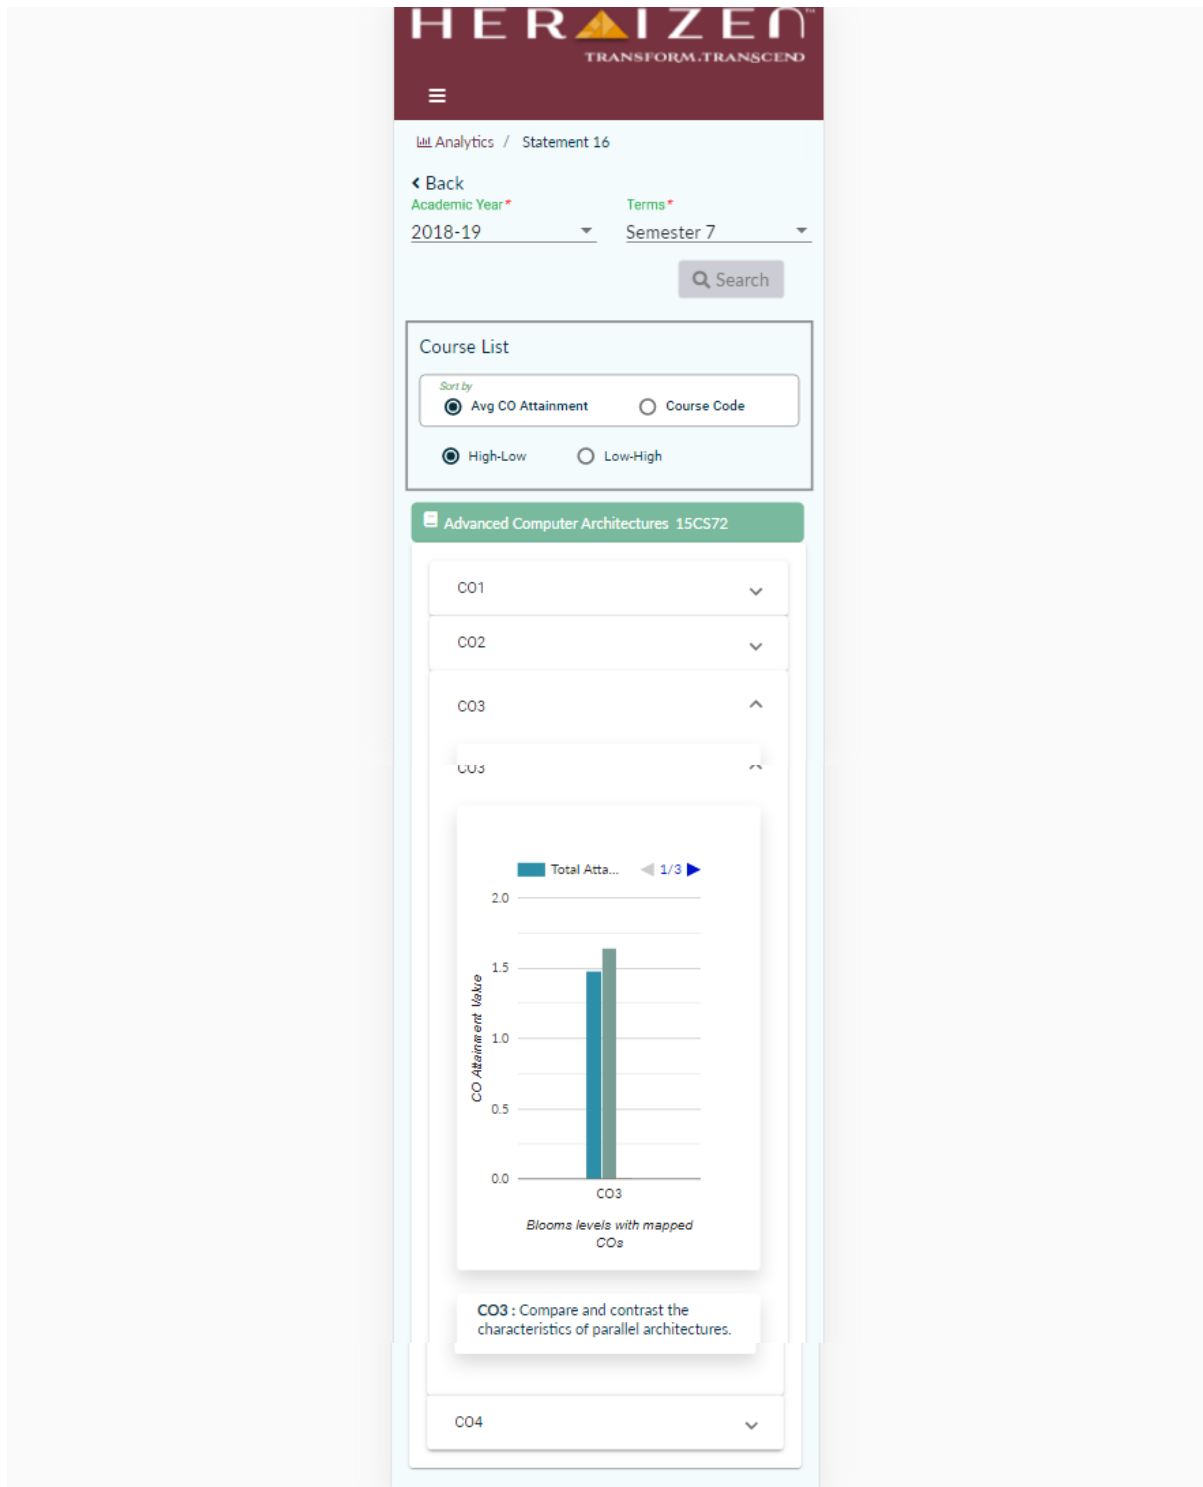 HERAIZEN™
TRANSFORM.TRANSCEND
Analytics / Statement 16
Back
Academic Year* Terms*
2018-19 Semester 7
Search
Course List
Sort by
Avg CO Attainment Course Code
High-Low Low-High
Advanced Computer Architectures 15CS72
CO1
CO2
CO3
CO3
Total Atta... 1/3
2.0
1.5
1.0
0.5
0.0
CO Attainment Value
CO3
Blooms levels with mapped
COs
CO3 : Compare and contrast the
characteristics of parallel architectures.
CO4